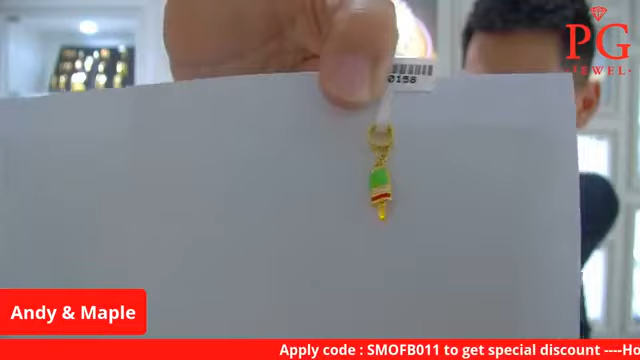 PG
JEWEL
0158
Andy & Maple
Apply code : SMOFB011 to get special discount ----Ho